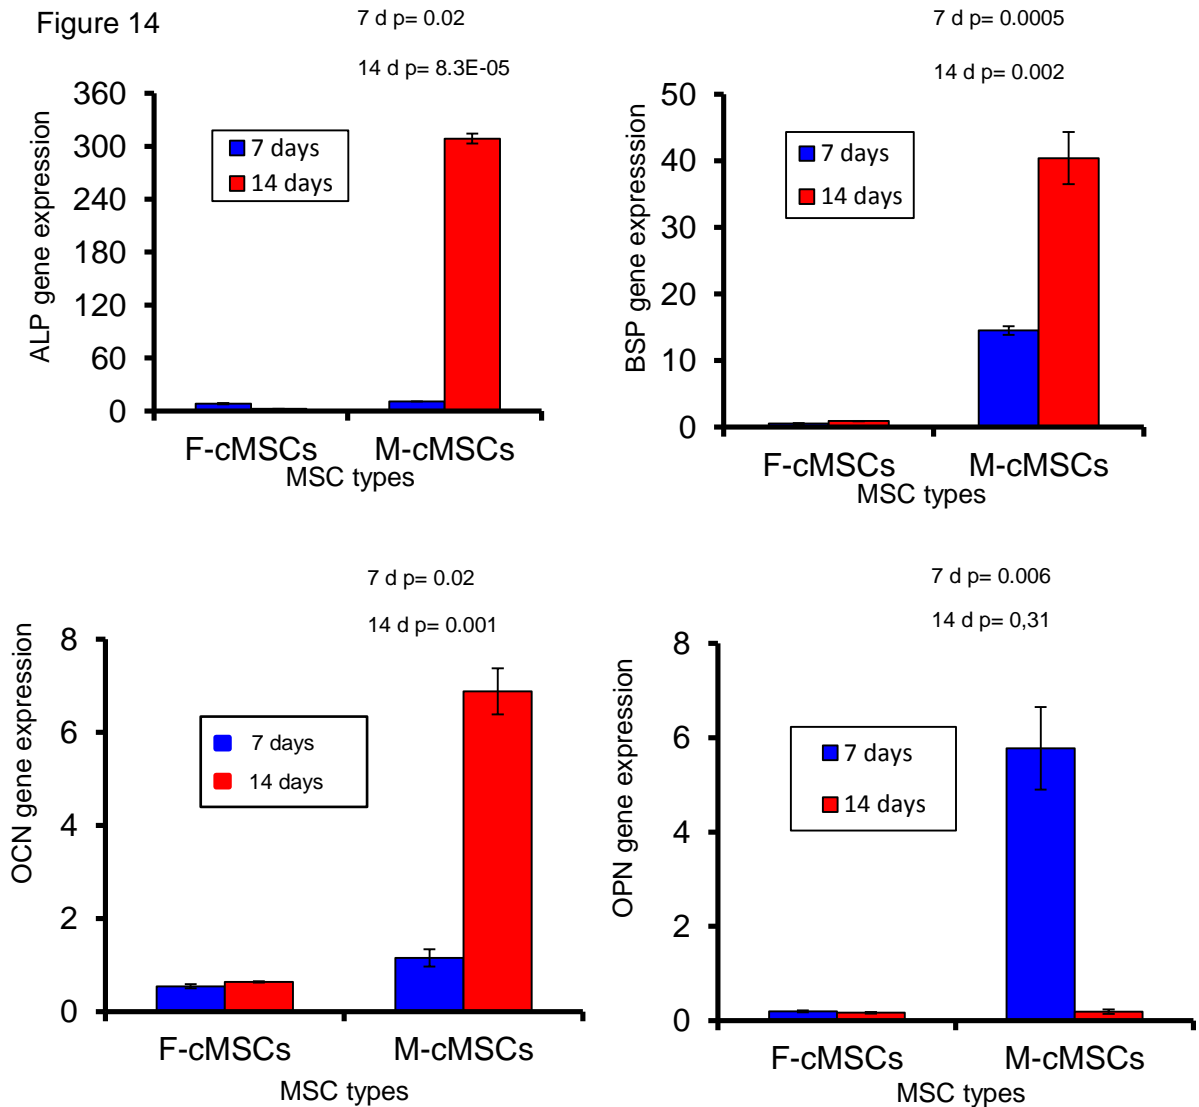 Figure 14
7 d p= 0.02
14 d p= 8.3E-05
ALP gene expression
360
300
240
180
120
60
0
7 days
14 days
F-cMSCs
M-cMSCs
MSC types
7 d p= 0.0005
14 d p= 0.002
BSP gene expresssion
50
40
30
20
10
0
7 days
14 days
F-cMSCs
M-cMSCs
MSC types
7 d p= 0.02
14 d p= 0.001
OCN gene expression
8
6
4
2
0
7 days
14 days
F-cMSCs
M-cMSCs
MSC types
7 d p= 0.006
14 d p= 0,31
OPN gene expression
8
6
4
2
0
7 days
14 days
F-cMSCs
M-cMSCs
MSC types